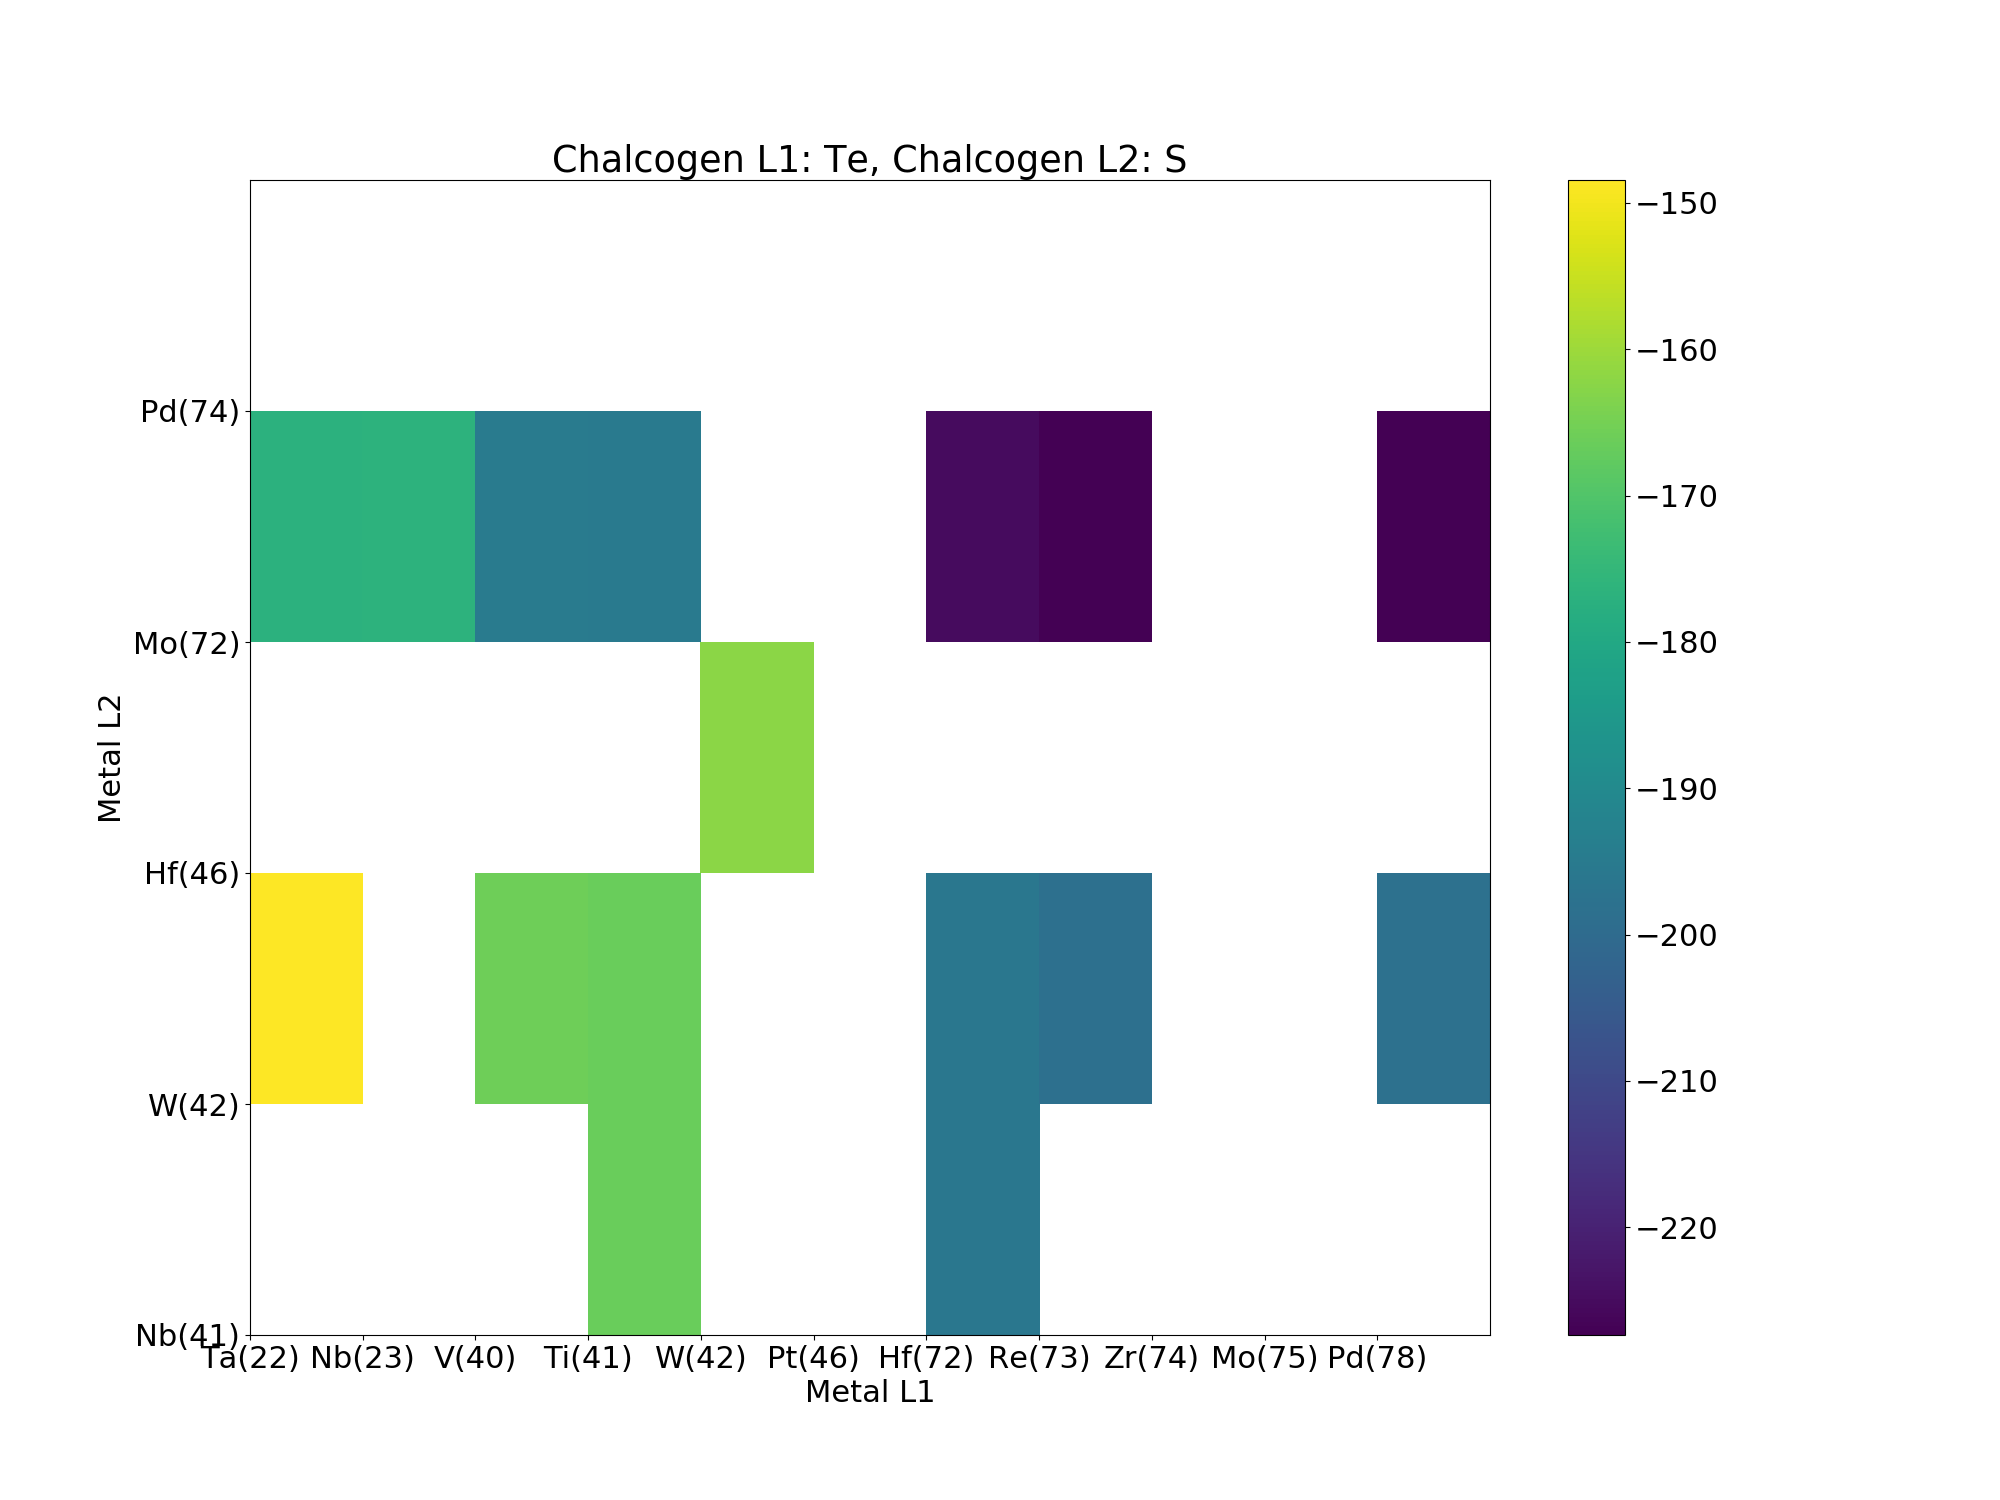 Chalcogen L1: Te, Chalcogen L2: S
Pd(74)
Mo(72)
Hf(46)
W(42)
Nb(41)
Metal L2
Ta(22) Nb(23) V(40) Ti(41) W(42) Pt(46) Hf(72) Re(73) Zr(74) Mo(75) Pd(78)
Metal L1
−150
−160
−170
−180
−190
−200
−210
−220